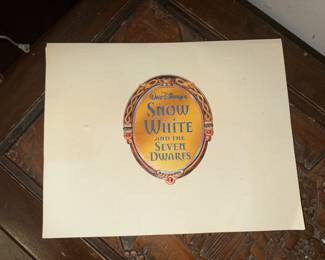 Walt Disney's
SNOW
WHITE
AND THE
SEVEN
DWARFS